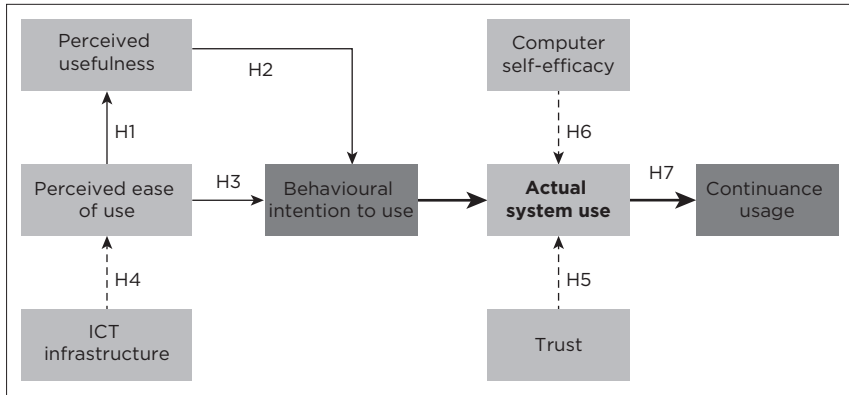 Perceived
usefulness
H2
Computer
self-efficacy
H1
H6
Perceived ease
of use
H3
Behavioural
intention to use
Actual
system use
H7
Continuance
usage
H4
H5
ICT
infrastructure
Trust